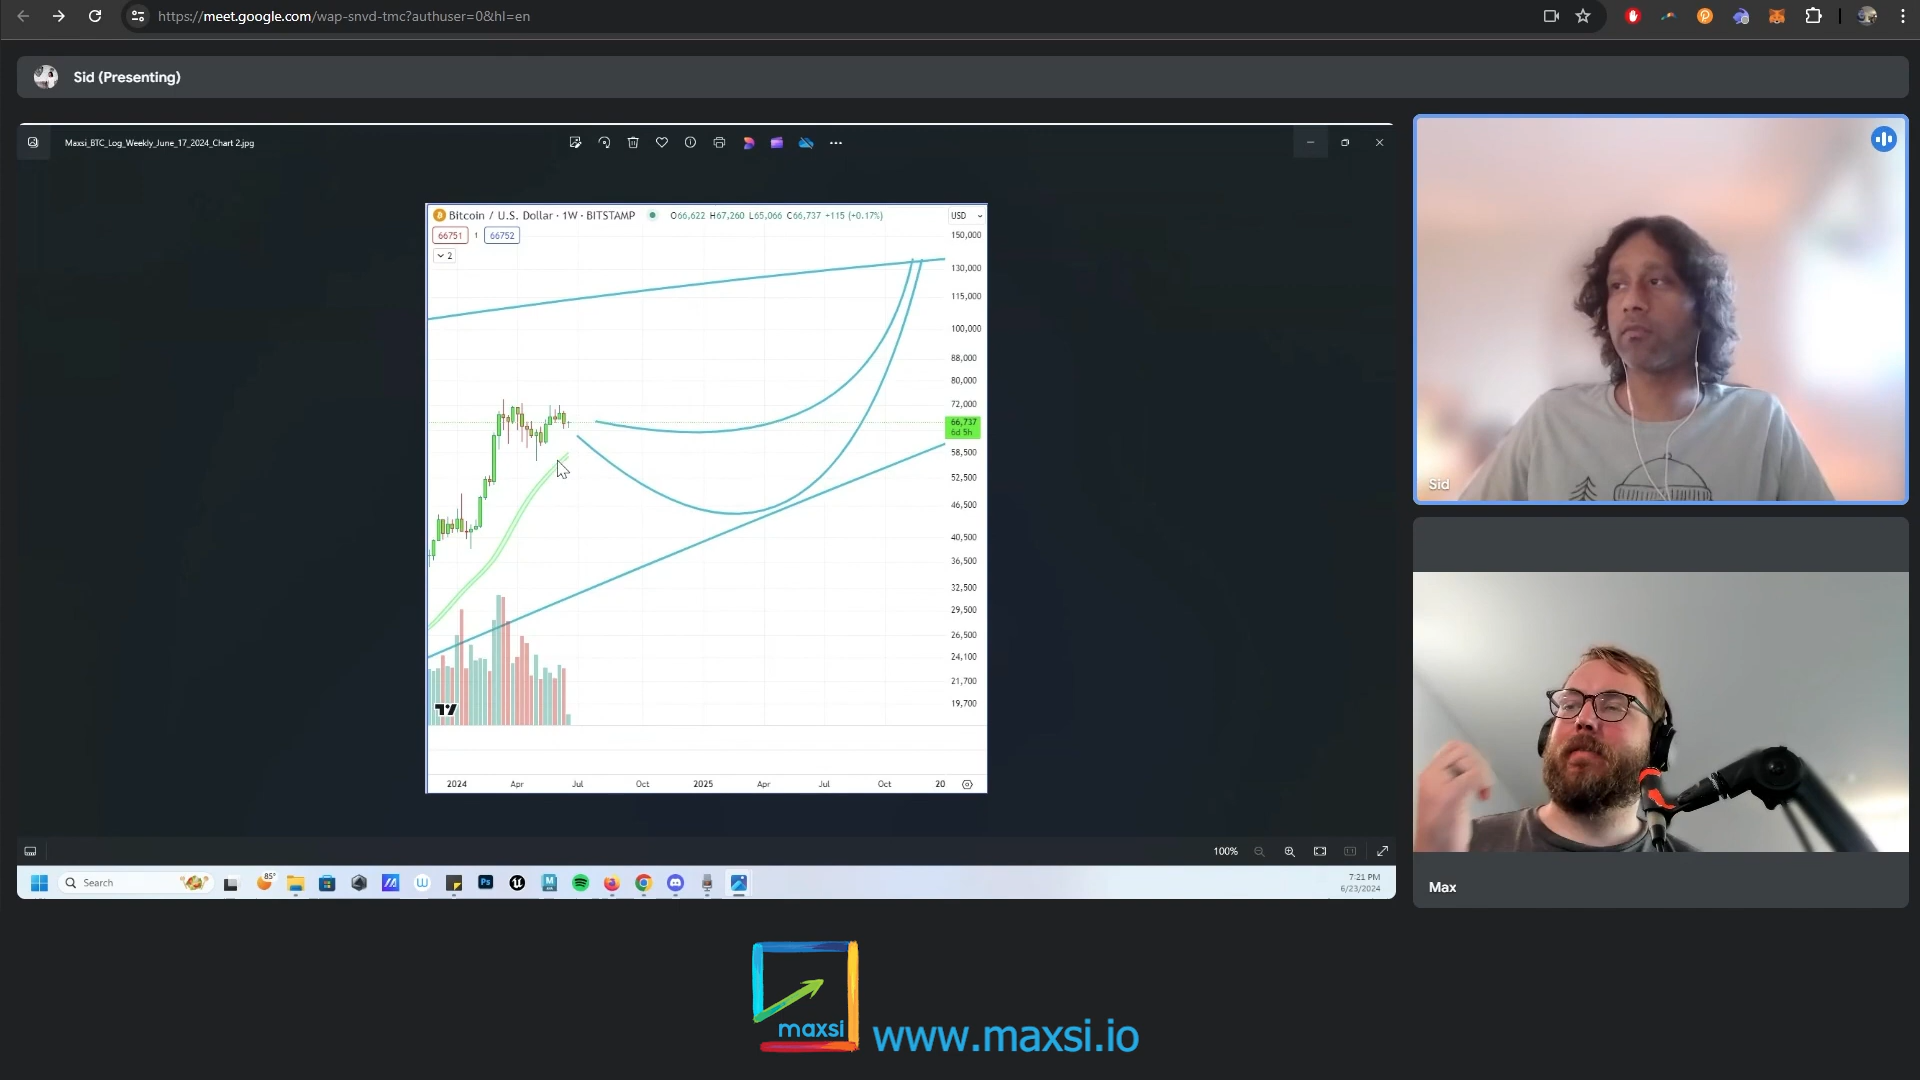 https://meet.google.com/wap-snvd-tmc?authuser=0&hl=en
Sid (Presenting)
Maxsi_BTC_Log_Weekly_June_17_2024_Chart 2.jpg
Bitcoin / U.S. Dollar · 1W · BITSTAMP O66,622 H67,260 L65,066 C66,737 +115 (+0.17%) USD
66751 1 66752
2
150,000
130,000
115,000
100,000
88,000
80,000
72,000
66,737
6d 5h
58,500
52,500
46,500
40,500
36,500
32,500
29,500
26,500
24,100
21,700
19,700
2024 Apr Jul Oct 2025 Apr Jul Oct 20
100%
Search
85°
7:21 PM
6/23/2024
Sid
Max
maxsi
www.maxsi.io